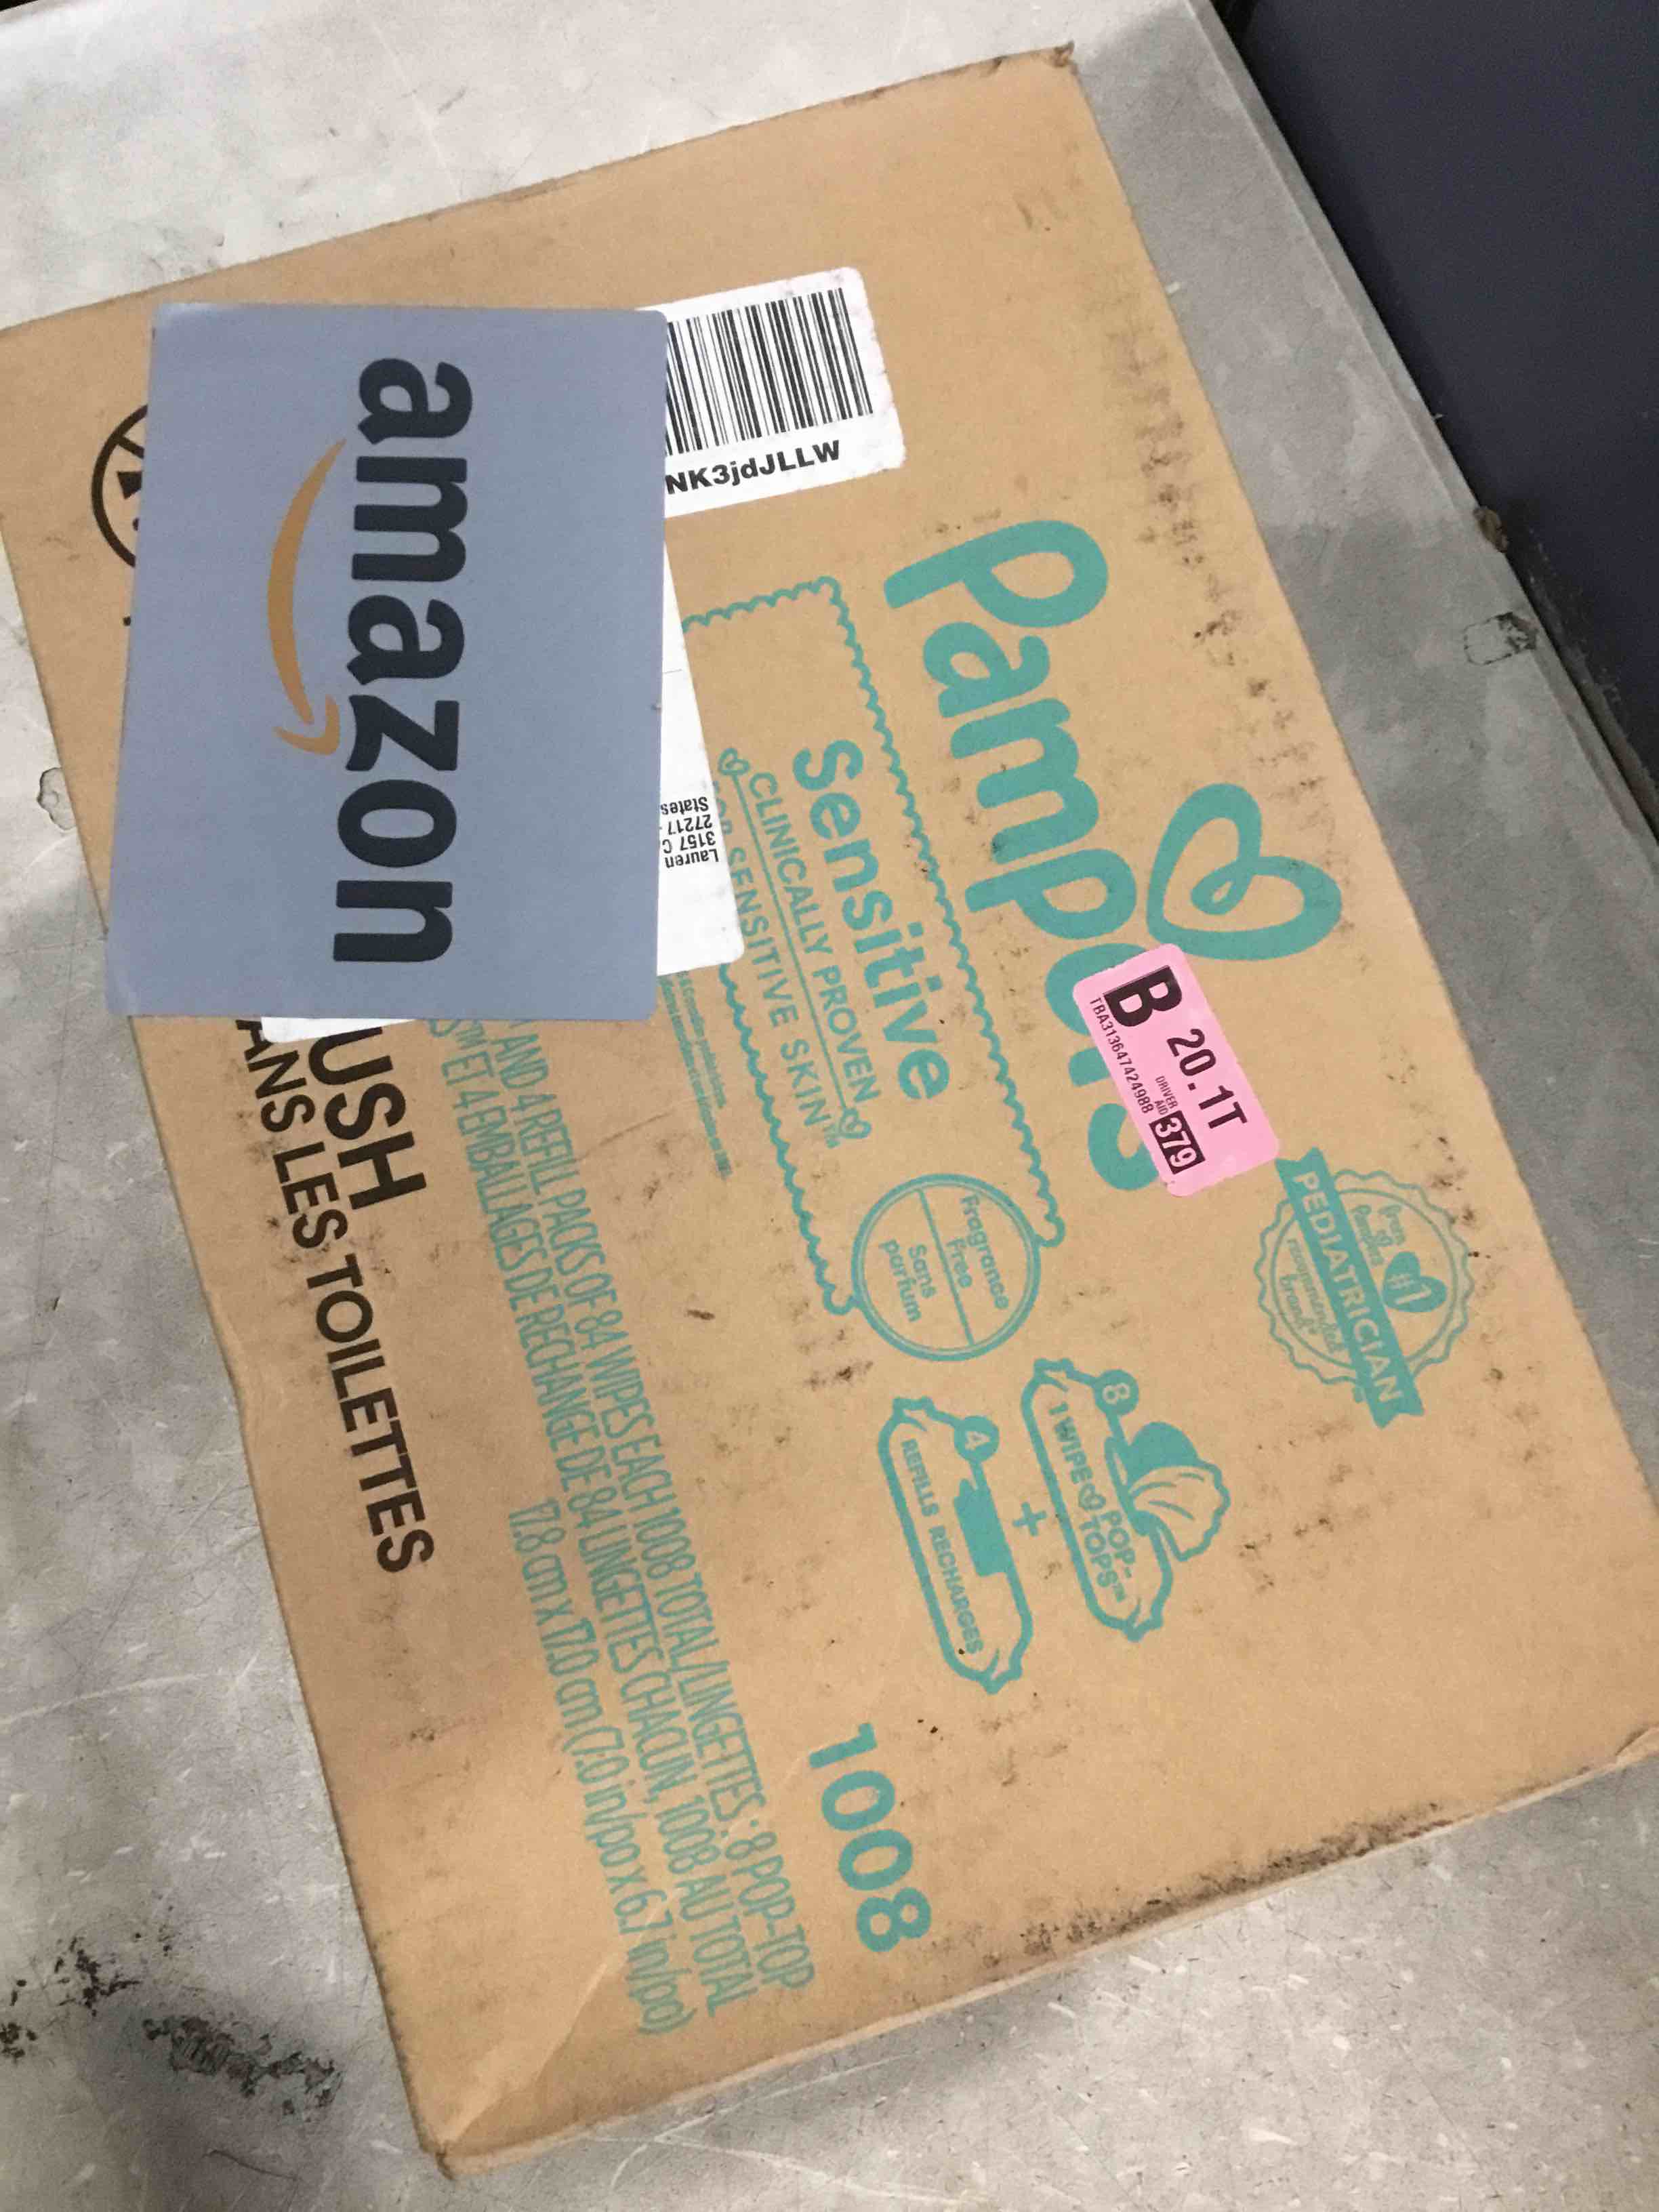 amazon
NK3jdJLLW
Lauren
3157 C
27217
States
Pampers
Sensitive
CLINICALLY PROVEN
FOR SENSITIVE SKIN™
B 20.1T
DRIVER AID 379
TBA313647424988
#1
PEDIATRICIAN
recommended
brand*
Fragrance
Free
Sans
parfum
8
1 WIPE POP-
TOPS™
+
4
REFILLS RECHARGES
1008
AND 4 REFILL PACKS OF 84 WIPES EACH 1008 TOTAL/LINGETTES : 8 POP-TOP
ET 4 EMBALLAGES DE RECHANGE DE 84 LINGETTES CHACUN, 1008 AU TOTAL
17.8 cm X 17.0 cm (7.0 in/po x 6.7 in/po)
USH
ANS LES TOILETTES